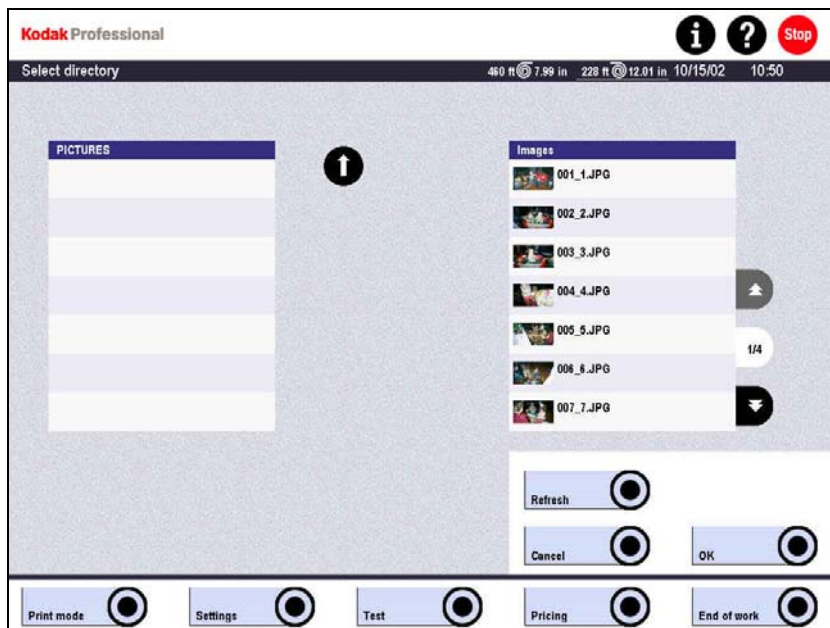 Kodak Professional
i ? Stop
Select directory 460 ft 7.99 in 228 ft 12.01 in 10/15/02 10:50
PICTURES
Images
001_1.JPG
002_2.JPG
003_3.JPG
004_4.JPG
005_5.JPG
006_6.JPG
007_7.JPG
1/4
Refresh
Cancel
OK
Print mode
Settings
Test
Pricing
End of work